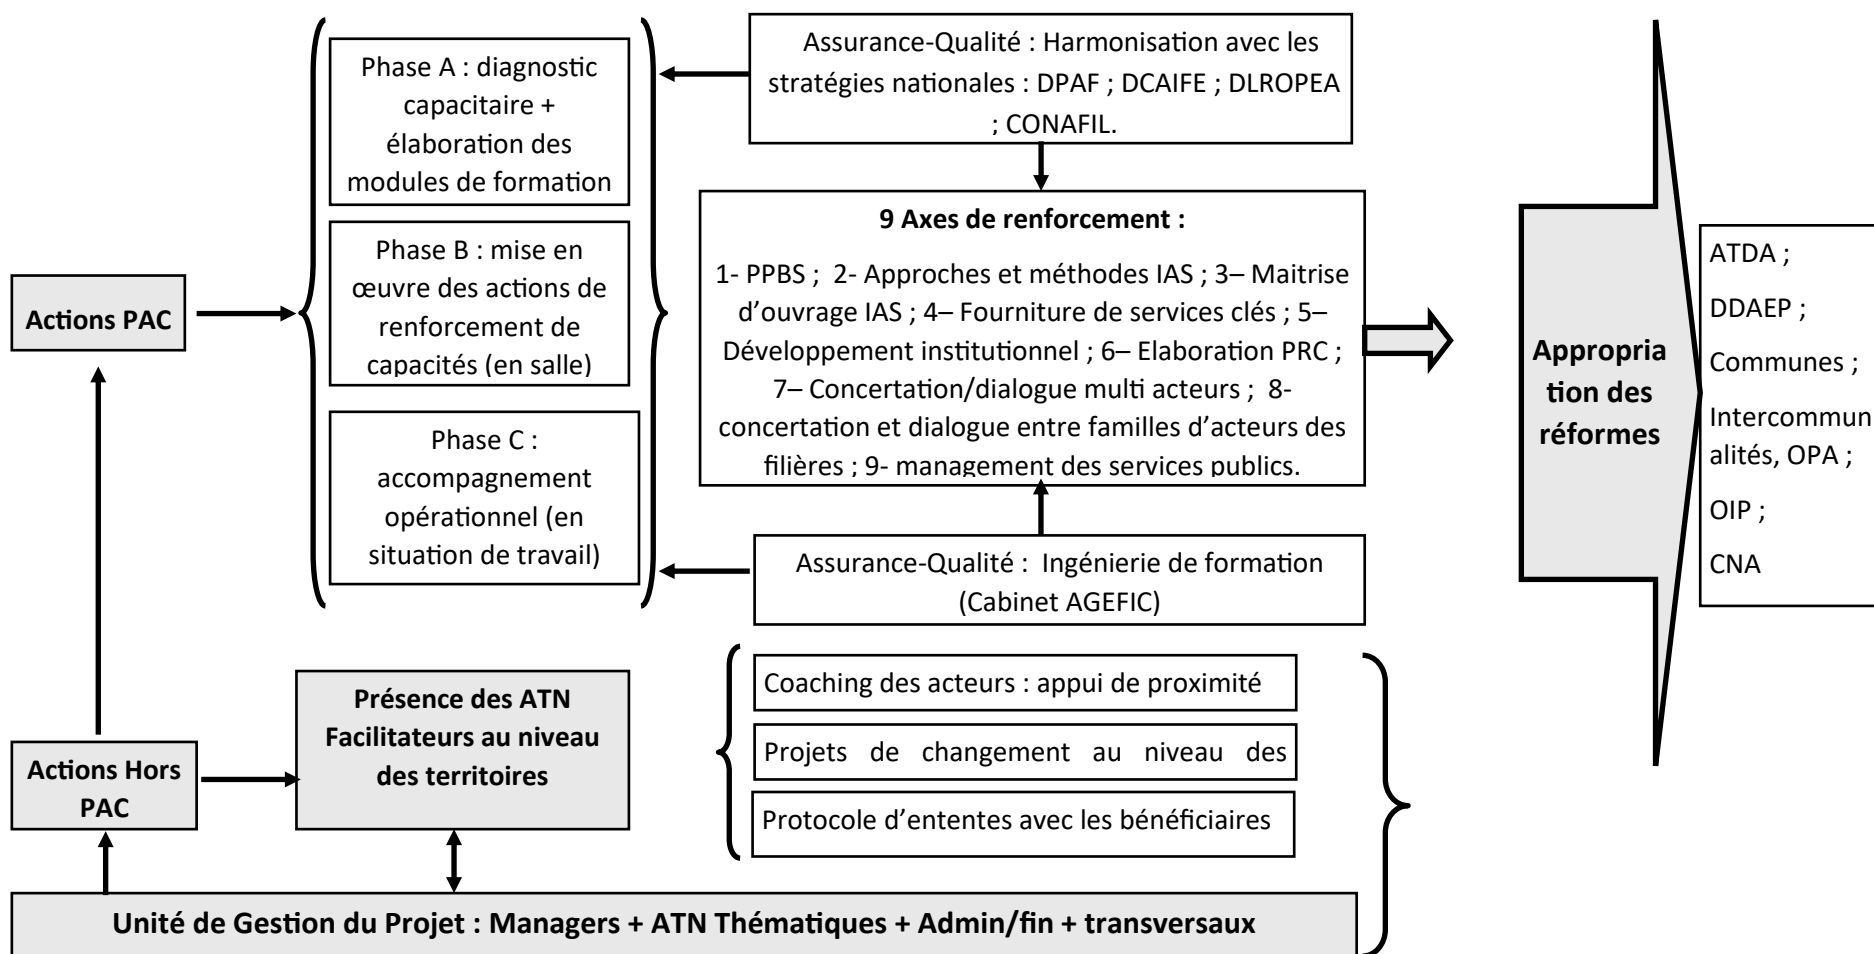 Phase A : diagnostic
capacitaire +
élaboration des
modules de formation
Phase B : mise en
œuvre des actions de
renforcement de
capacités (en salle)
Phase C :
accompagnement
opérationnel (en
situation de travail)
Actions PAC
Assurance-Qualité : Harmonisation avec les
stratégies nationales : DPAF ; DCAIFE ; DLROPEA
; CONAFIL.
9 Axes de renforcement :
1- PPBS ; 2- Approches et méthodes IAS ; 3– Maitrise
d’ouvrage IAS ; 4– Fourniture de services clés ; 5–
Développement institutionnel ; 6– Elaboration PRC ;
7– Concertation/dialogue multi acteurs ; 8-
concertation et dialogue entre familles d’acteurs des
filières ; 9- management des services publics.
Assurance-Qualité : Ingénierie de formation
(Cabinet AGEFIC)
Appropria
tion des
réformes
ATDA ;
DDAEP ;
Communes ;
Intercommun
alités, OPA ;
OIP ;
CNA
Actions Hors
PAC
Présence des ATN
Facilitateurs au niveau
des territoires
Coaching des acteurs : appui de proximité
Projets de changement au niveau des
Protocole d’ententes avec les bénéficiaires
Unité de Gestion du Projet : Managers + ATN Thématiques + Admin/fin + transversaux